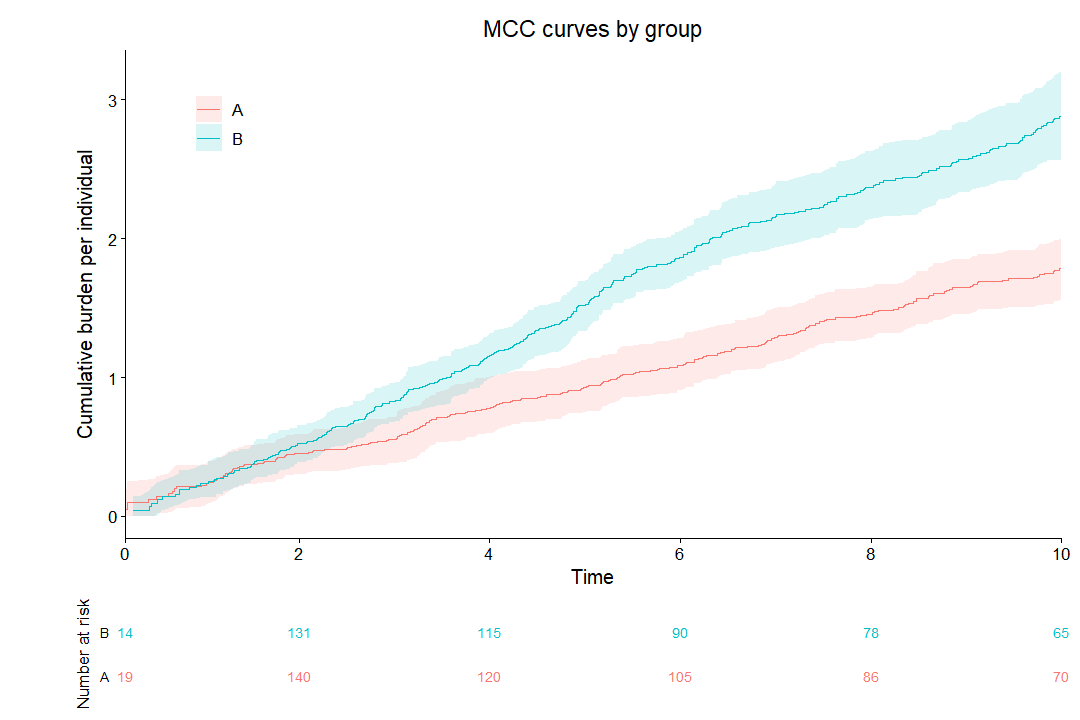 MCC curves by group
Cumulative burden per individual
3
2
1
0
A
B
0 2 4 6 8 10
Time
Number at risk
B 14 131 115 90 78 65
A 19 140 120 105 86 70